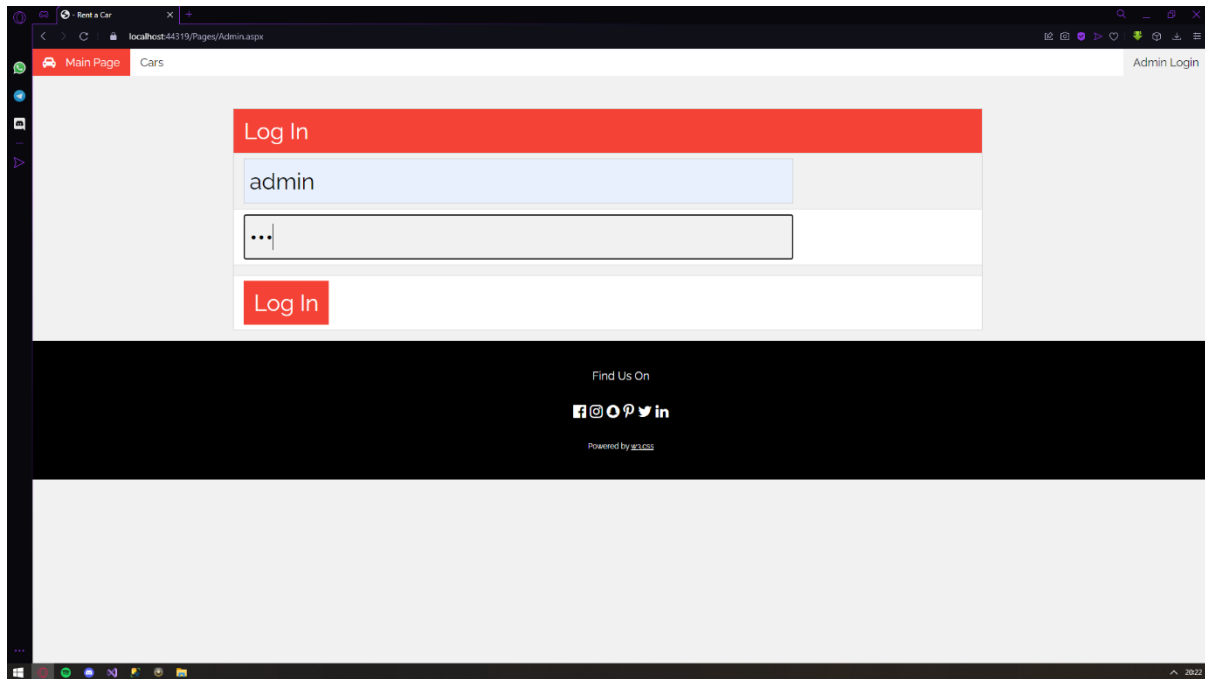 - Rent a Car
localhost:44319/Pages/Admin.aspx
Main Page Cars Admin Login
Log In
admin
•••
Log In
Find Us On
Powered by w3.css
20:22